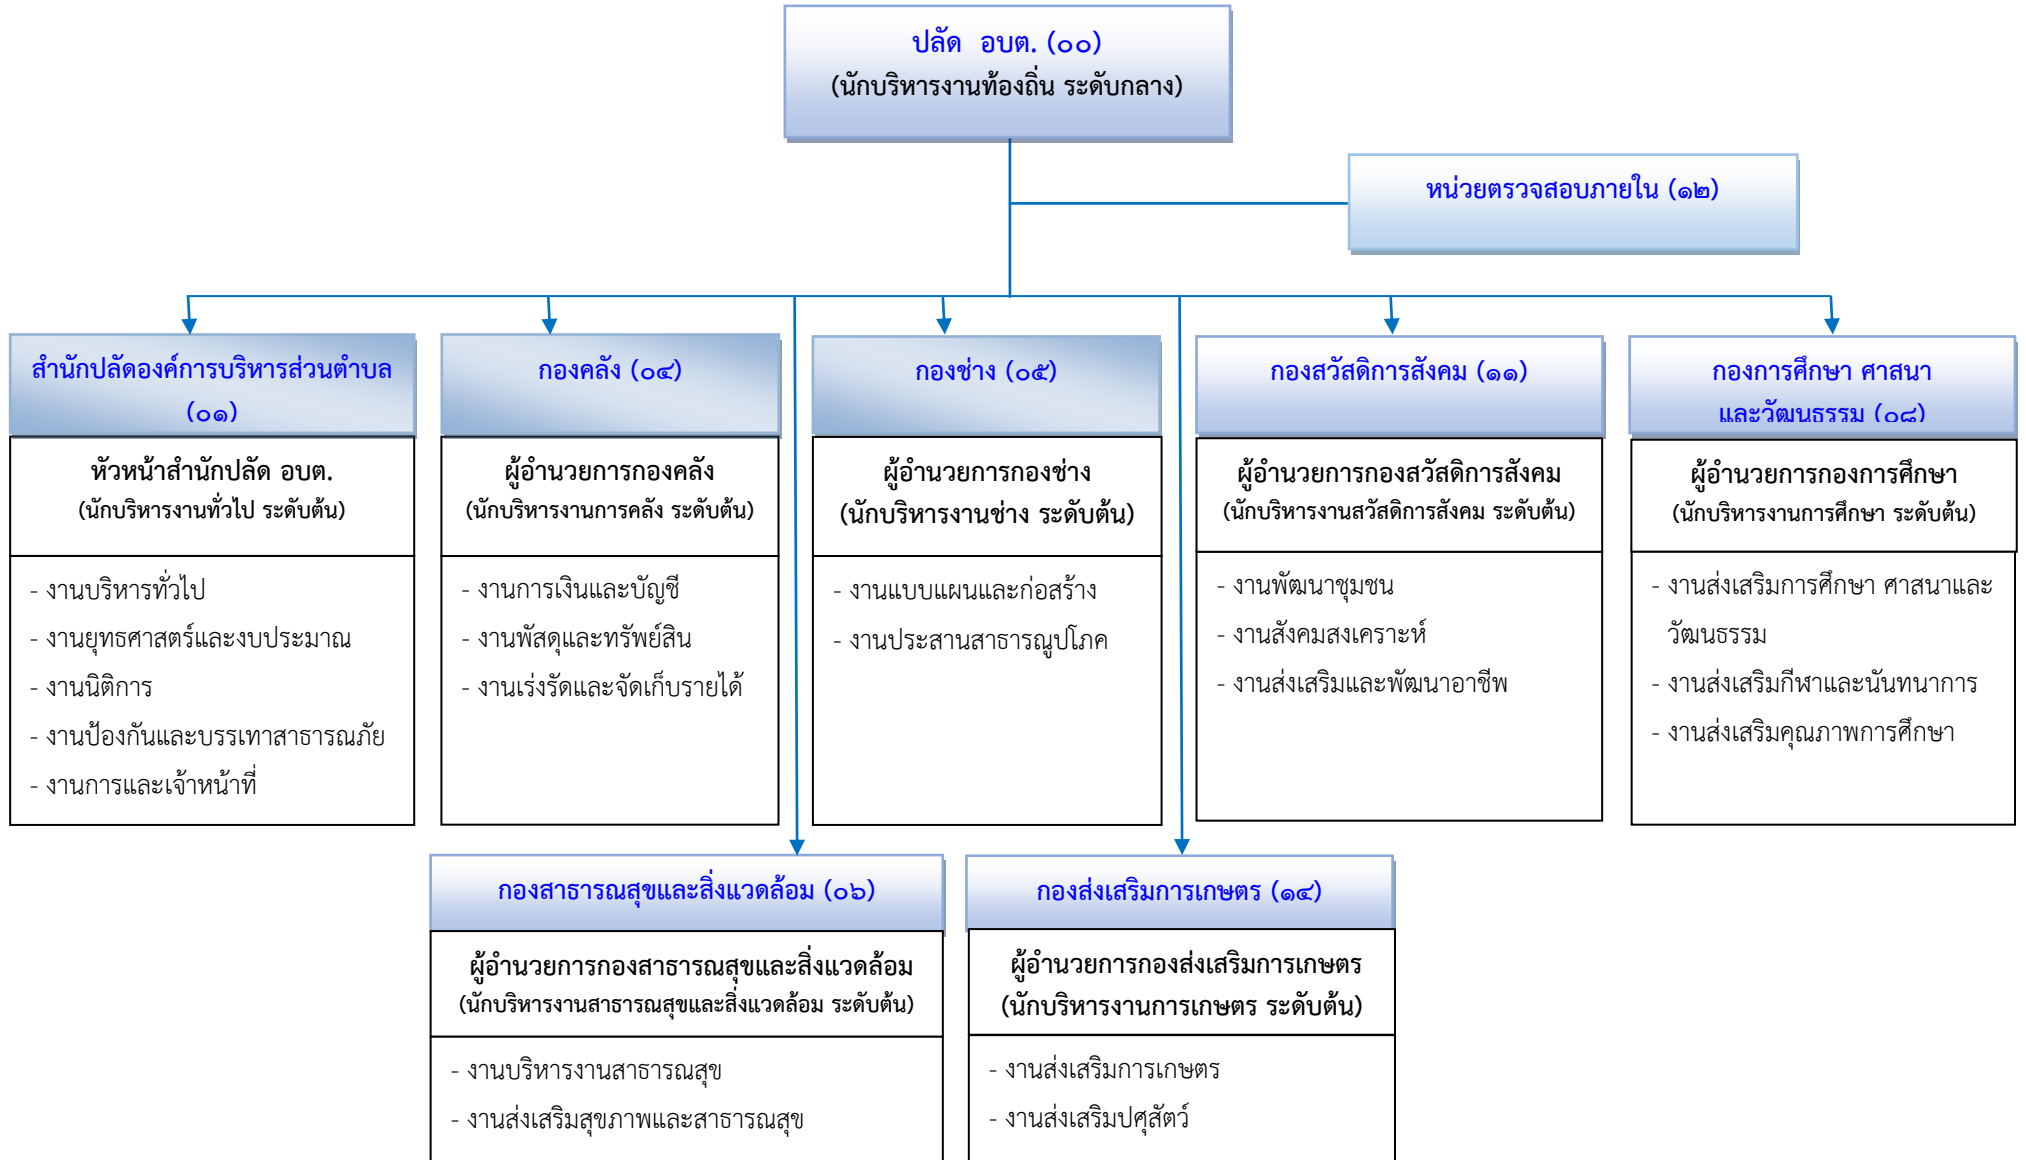 ปลัด  อบต. (๐๐)
(นักบริหารงานท้องถิ่น ระดับกลาง)
หน่วยตรวจสอบภายใน (๑๒)
สำนักปลัดองค์การบริหารส่วนตำบล
(๐๑)
หัวหน้าสำนักปลัด อบต.
(นักบริหารงานทั่วไป ระดับต้น)
- งานบริหารทั่วไป
- งานยุทธศาสตร์และงบประมาณ
- งานนิติการ
- งานป้องกันและบรรเทาสาธารณภัย
- งานการและเจ้าหน้าที่
กองคลัง (๐๔)
ผู้อำนวยการกองคลัง
(นักบริหารงานการคลัง ระดับต้น)
- งานการเงินและบัญชี
- งานพัสดุและทรัพย์สิน
- งานเร่งรัดและจัดเก็บรายได้
กองช่าง (๐๕)
ผู้อำนวยการกองช่าง
(นักบริหารงานช่าง ระดับต้น)
- งานแบบแผนและก่อสร้าง
- งานประสานสาธารณูปโภค
กองสวัสดิการสังคม (๑๑)
ผู้อำนวยการกองสวัสดิการสังคม
(นักบริหารงานสวัสดิการสังคม ระดับต้น)
- งานพัฒนาชุมชน
- งานสังคมสงเคราะห์
- งานส่งเสริมและพัฒนาอาชีพ
กองการศึกษา ศาสนา
และวัฒนธรรม (๐๘)
ผู้อำนวยการกองการศึกษา
(นักบริหารงานการศึกษา ระดับต้น)
- งานส่งเสริมการศึกษา ศาสนาและ
วัฒนธรรม
- งานส่งเสริมกีฬาและนันทนาการ
- งานส่งเสริมคุณภาพการศึกษา
กองสาธารณสุขและสิ่งแวดล้อม (๐๖)
ผู้อำนวยการกองสาธารณสุขและสิ่งแวดล้อม
(นักบริหารงานสาธารณสุขและสิ่งแวดล้อม ระดับต้น)
- งานบริหารงานสาธารณสุข
- งานส่งเสริมสุขภาพและสาธารณสุข
กองส่งเสริมการเกษตร (๑๔)
ผู้อำนวยการกองส่งเสริมการเกษตร
(นักบริหารงานการเกษตร ระดับต้น)
- งานส่งเสริมการเกษตร
- งานส่งเสริมปศุสัตว์